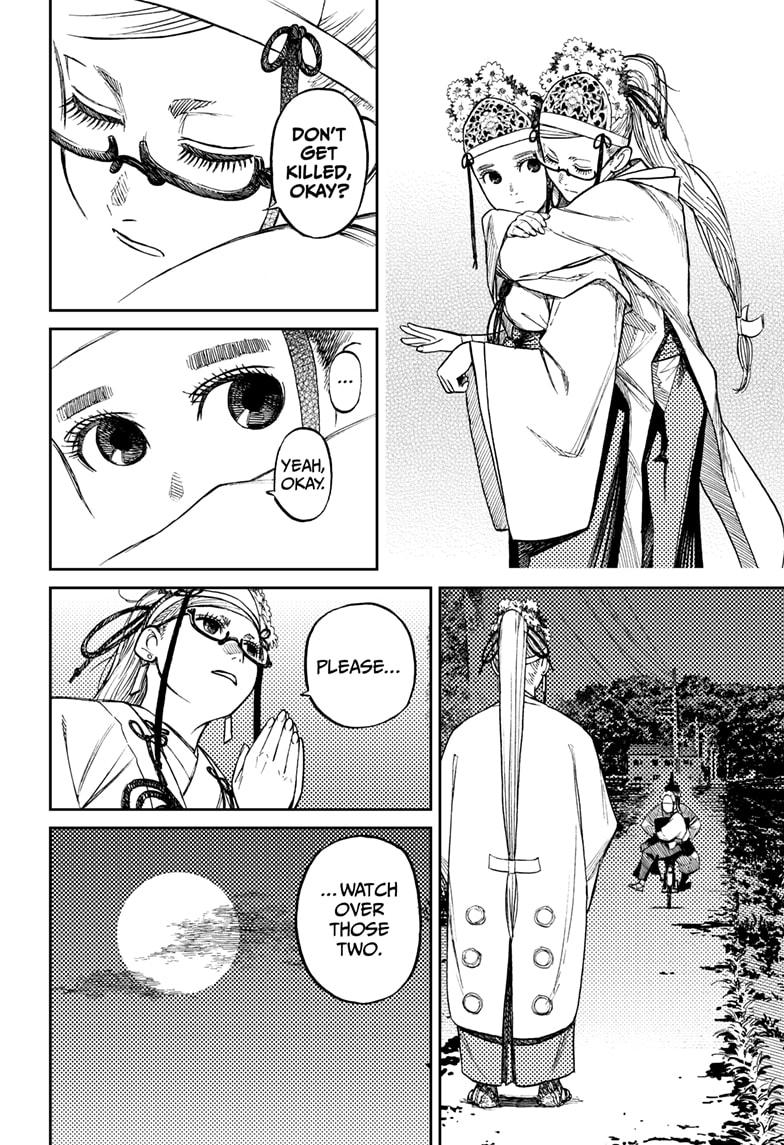 DON'T
GET
KILLED,
OKAY?
...
YEAH,
OKAY.
PLEASE...
...WATCH
OVER
THOSE
TWO.